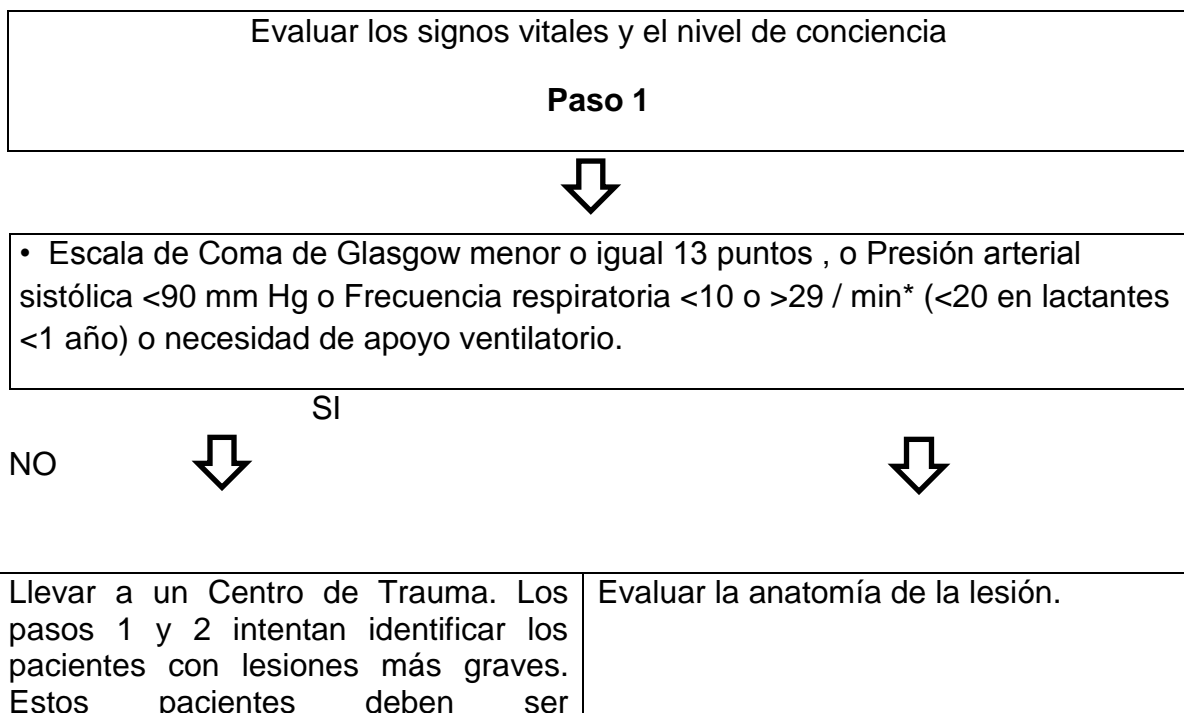 Evaluar los signos vitales y el nivel de conciencia
Paso 1
• Escala de Coma de Glasgow menor o igual 13 puntos , o Presión arterial
sistólica <90 mm Hg o Frecuencia respiratoria <10 o >29 / min* (<20 en lactantes
<1 año) o necesidad de apoyo ventilatorio.
SI
NO
Llevar a un Centro de Trauma. Los
pasos 1 y 2 intentan identificar los
pacientes con lesiones más graves.
Estos pacientes deben ser
Evaluar la anatomía de la lesión.